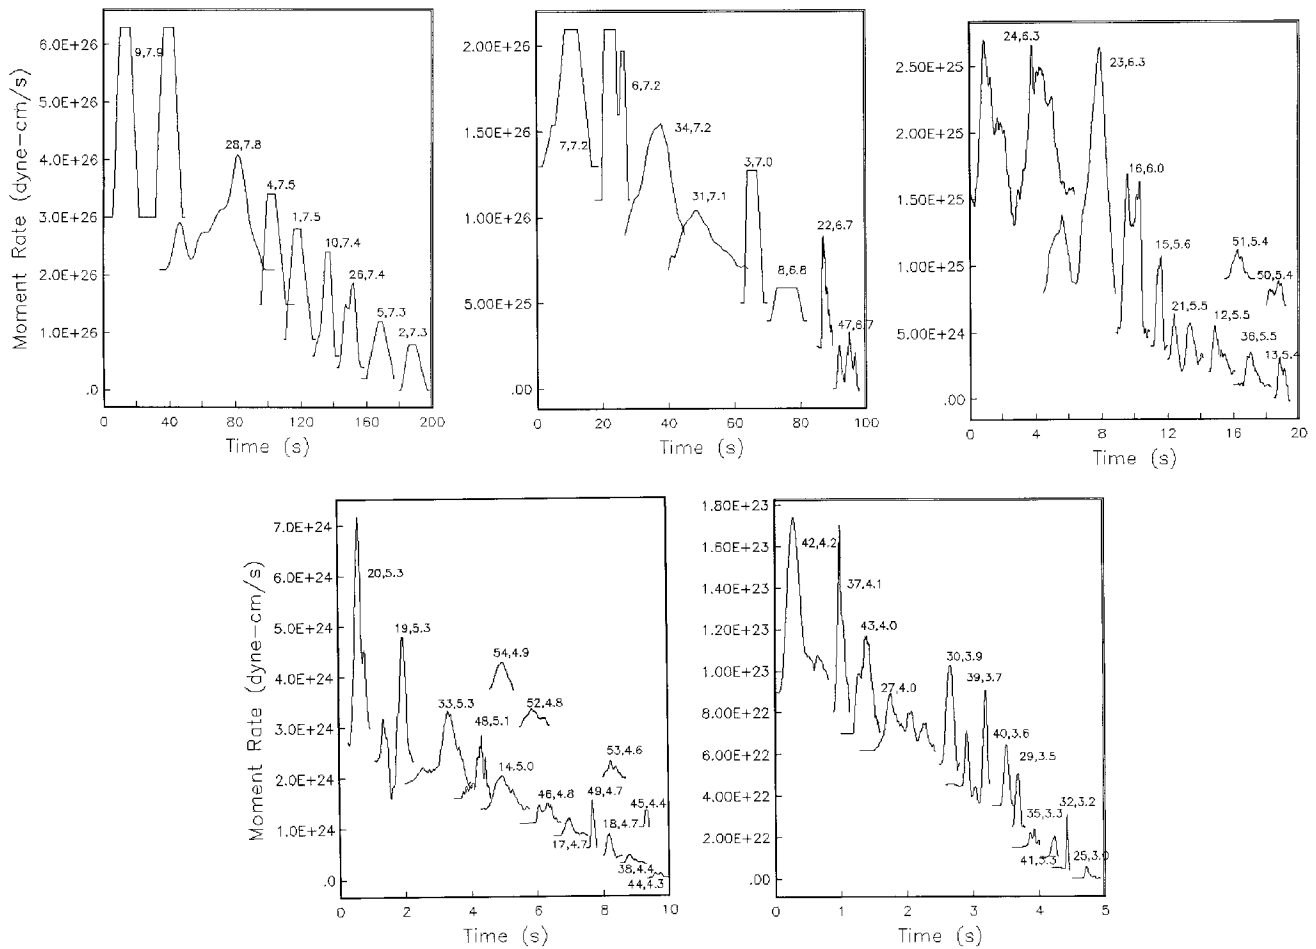 Moment Rate (dyne-cm/s)
6.0E+26
5.0E+26
4.0E+26
3.0E+26
2.0E+26
1.0E+26
.0
9,7.9
28,7.8
4,7.5
1,7.5
10,7.4
26,7.4
5,7.3
2,7.3
0 40 80 120 160 200
Time (s)
2.00E+26
1.50E+26
1.00E+26
5.00E+25
.00
7,7.2
6,7.2
34,7.2
31,7.1
3,7.0
8,6.8
22,6.7
47,6.7
0 20 40 60 80 100
Time (s)
2.50E+25
2.00E+25
1.50E+25
1.00E+25
5.00E+24
.00
24,6.3
23,6.3
16,6.0
15,5.6
51,5.4
50,5.4
21,5.5
12,5.5
36,5.5
13,5.4
0 4 8 12 16 20
Time (s)
Moment Rate (dyne-cm/s)
7.0E+24
6.0E+24
5.0E+24
4.0E+24
3.0E+24
2.0E+24
1.0E+24
.0
20,5.3
19,5.3
54,4.9
33,5.3
52,4.8
48,5.1
53,4.6
14,5.0
46,4.8
49,4.7
45,4.4
17,4.7
18,4.7
38,4.4
44,4.3
0 2 4 6 8 10
Time (s)
1.80E+23
1.60E+23
1.40E+23
1.20E+23
1.00E+23
8.00E+22
6.00E+22
4.00E+22
2.00E+22
.00
42,4.2
37,4.1
43,4.0
27,4.0
30,3.9
39,3.7
40,3.6
29,3.5
32,3.2
35,3.3
41,3.3
25,3.0
0 1 2 3 4 5
Time (s)